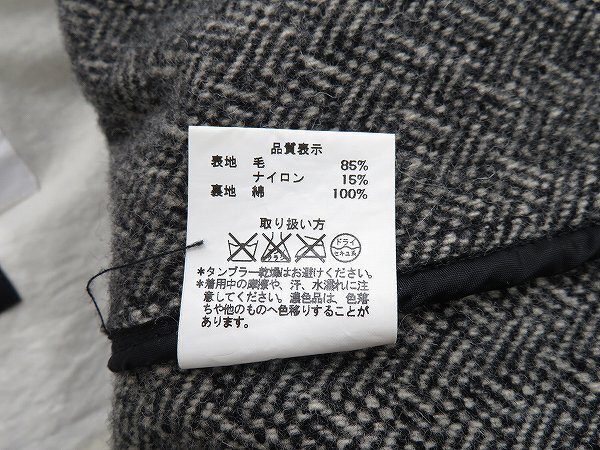 品質表示
表地 毛 85%
ナイロン 15%
裏地 綿 100%
取り扱い方
ドライ
セキユ系
*タンブラー乾燥はお避けください。
*着用中の摩擦や、汗、水濡れに注
意してください。濃色品は、色落
ちや他のものへ色移りすることが
あります。